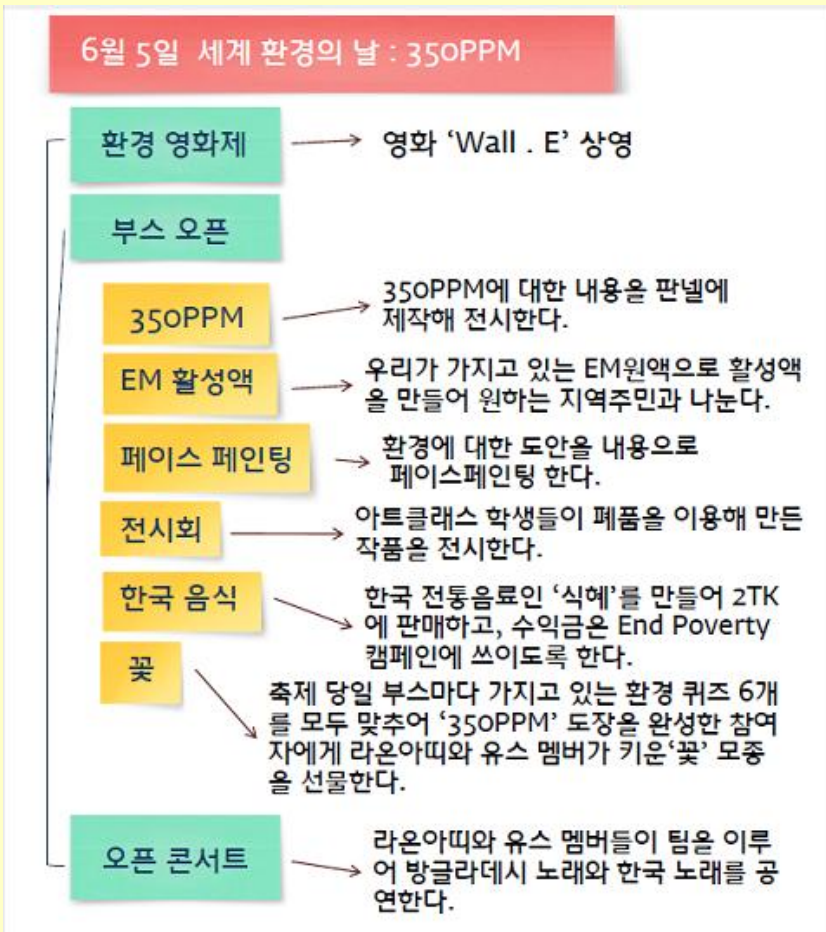 6월 5일 세계 환경의 날 : 350PPM
환경 영화제
영화 ‘Wall . E’ 상영
부스 오픈
350PPM
350PPM에 대한 내용을 판넬에
제작해 전시한다.
EM 활성액
우리가 가지고 있는 EM원액으로 활성액
을 만들어 원하는 지역주민과 나눈다.
페이스 페인팅
환경에 대한 도안을 내용으로
페이스페인팅 한다.
전시회
아트클래스 학생들이 폐품을 이용해 만든
작품을 전시한다.
한국 음식
한국 전통음료인 ‘식혜’를 만들어 2TK
에 판매하고, 수익금은 End Poverty
캠페인에 쓰이도록 한다.
꽃
축제 당일 부스마다 가지고 있는 환경 퀴즈 6개
를 모두 맞추어 ‘350PPM’ 도장을 완성한 참여
자에게 라온아띠와 유스 멤버가 키운‘꽃’ 모종
을 선물한다.
오픈 콘서트
라온아띠와 유스 멤버들이 팀을 이루
어 방글라데시 노래와 한국 노래를 공
연한다.